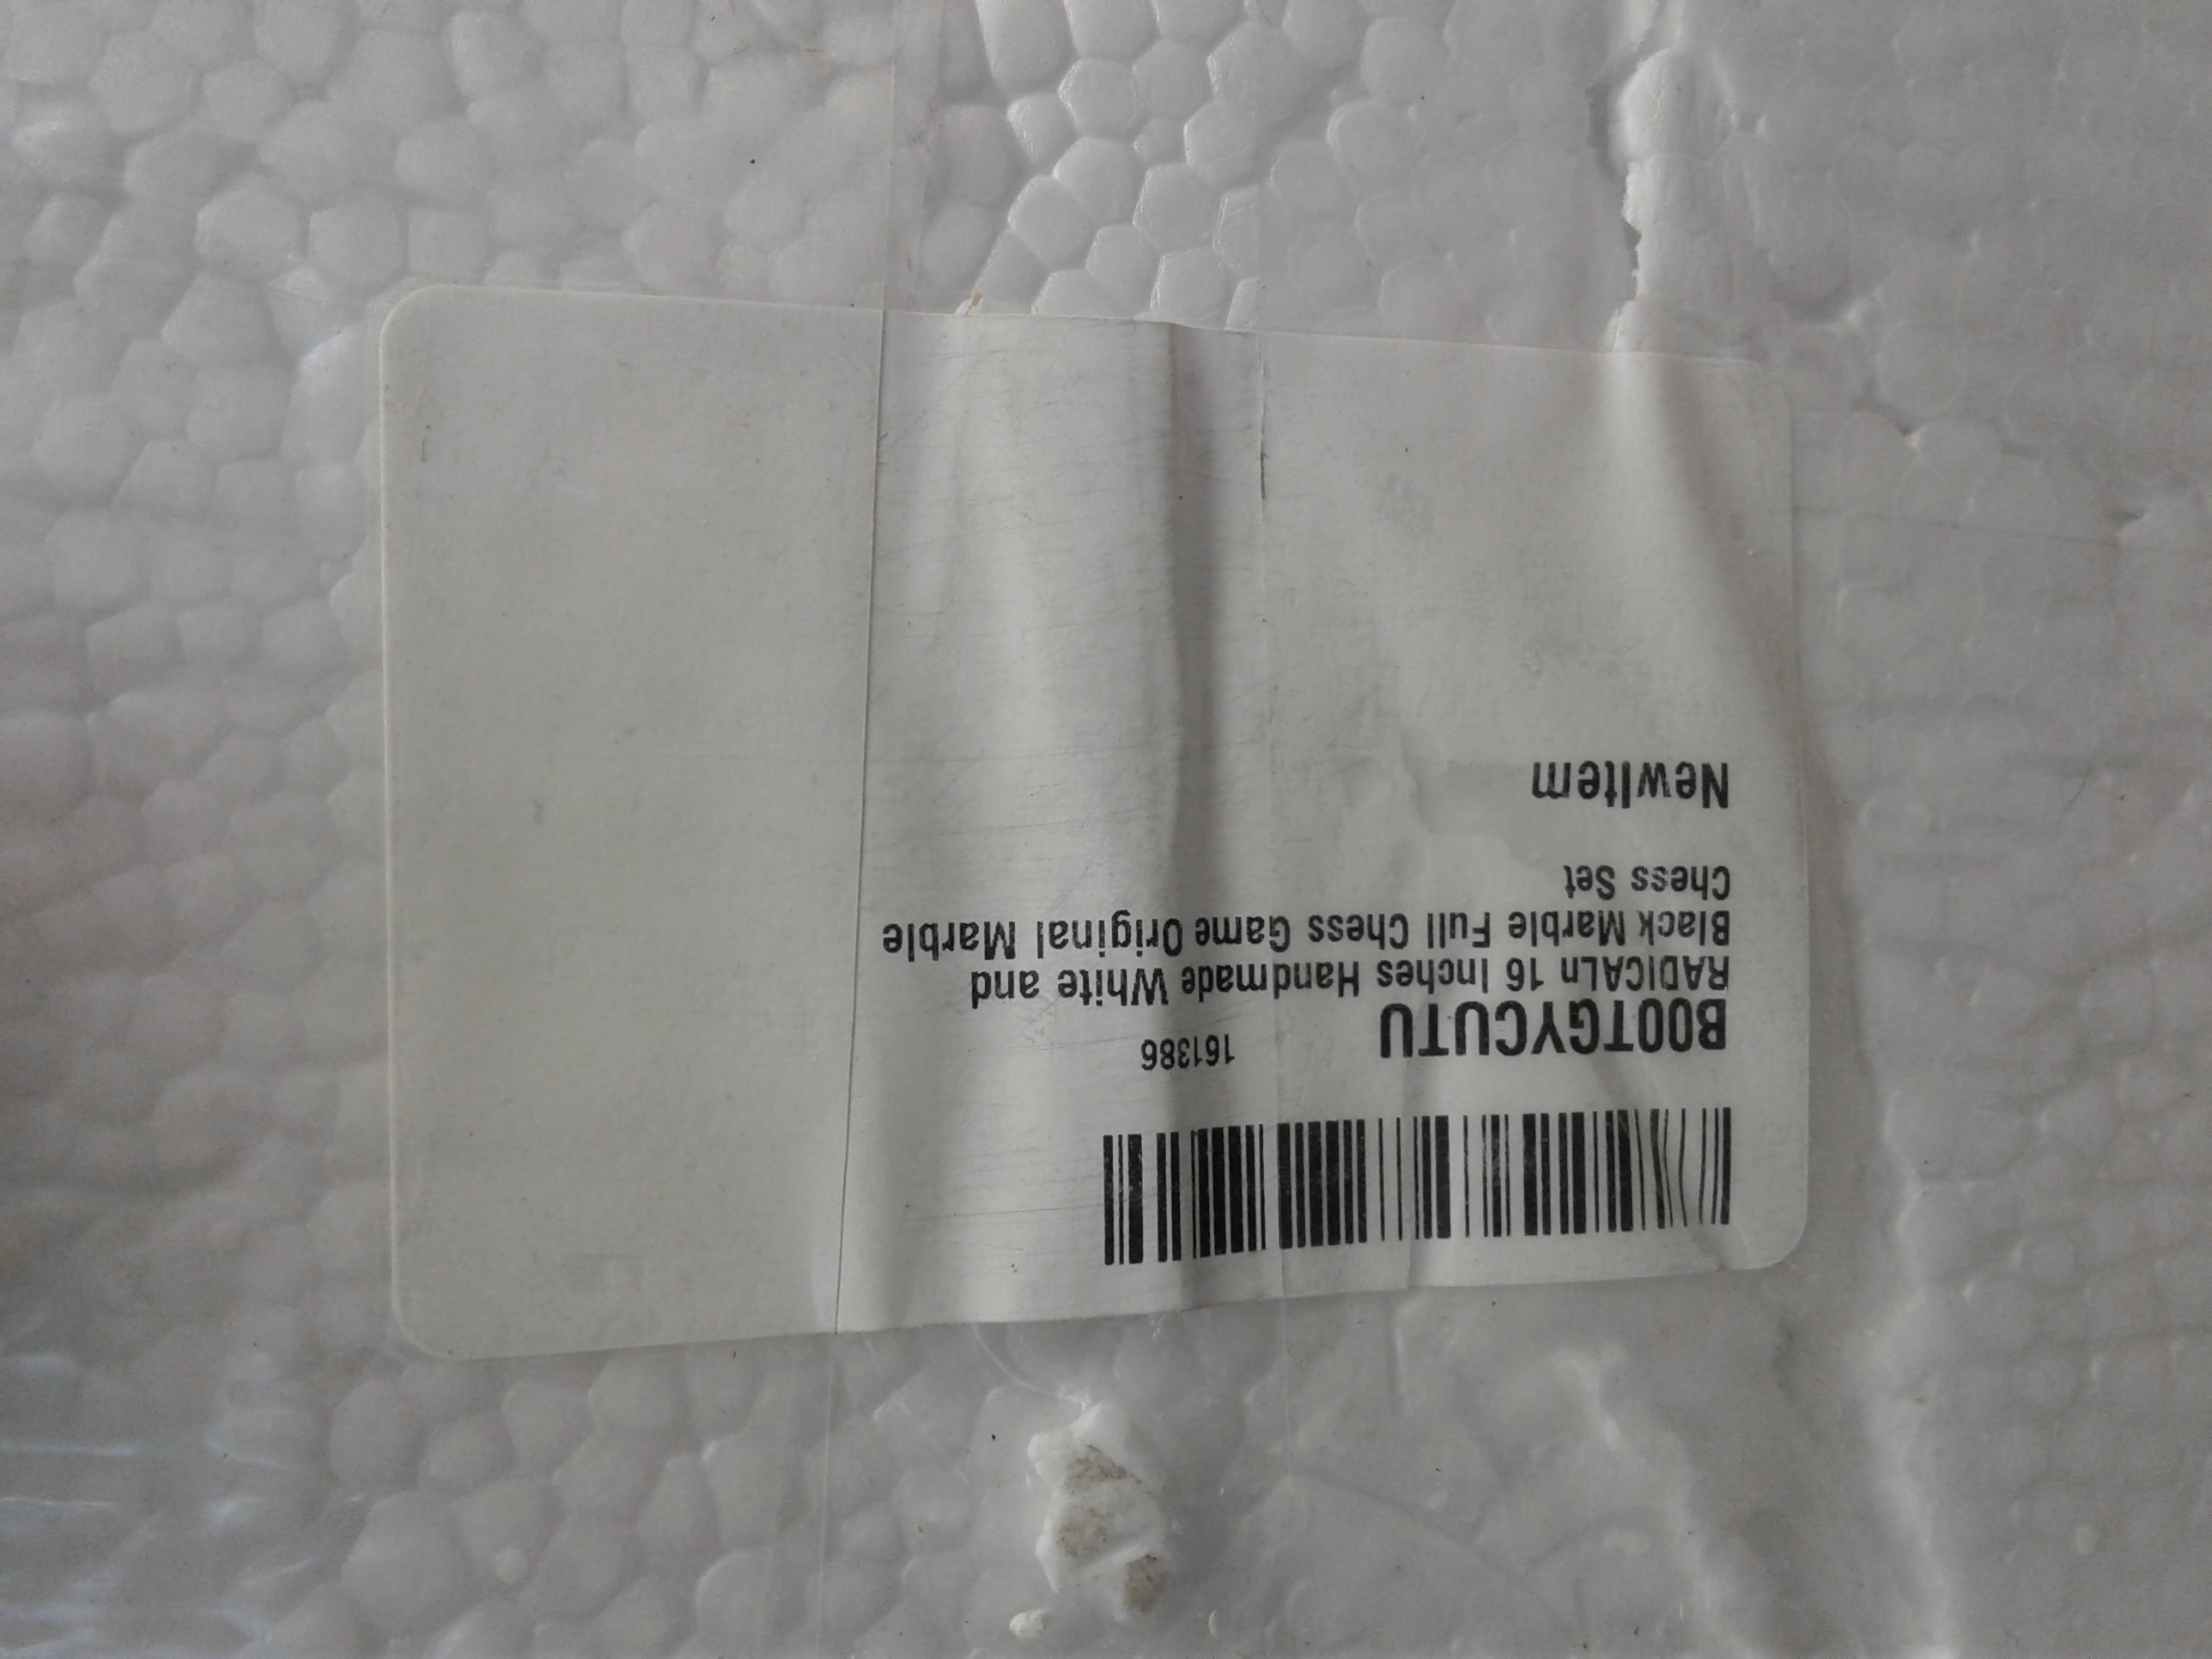 B00TGYCUTU 161386
RADICALn 16 Inches Handmade White and
Black Marble Full Chess Game Original Marble
Chess Set
NewItem